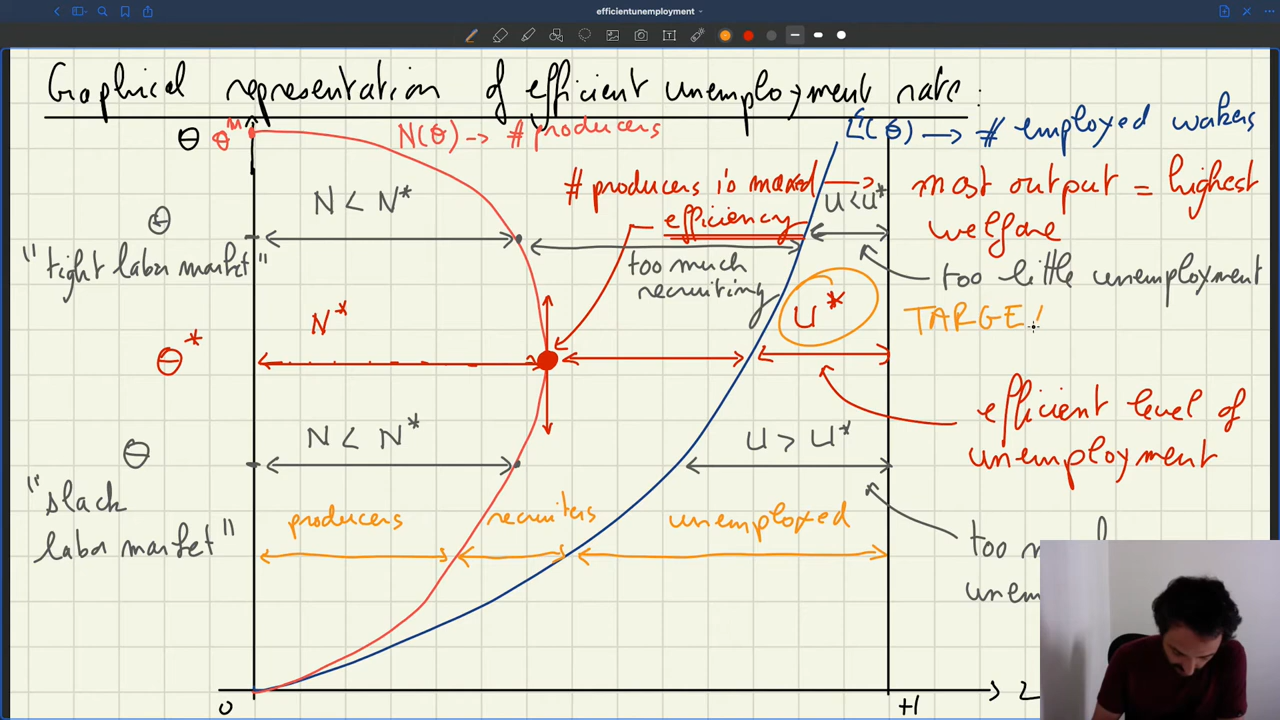 efficientunemployment
Graphical representation of efficient unemployment rate.
θ
θᵐ
N(θ) → # producers
Lˢ(θ) → # employed workers
# producers is maxed → most output = highest
efficiency
welfare
N < N*
U < U*
θ
"tight labor market"
too much
recruiting
too little unemployment
U*
TARGE
N*
θ*
efficient level of
unemployment
N < N*
U > U*
θ
"slack
labor market"
producers
recruiters
unemployed
too
unem
0
+1